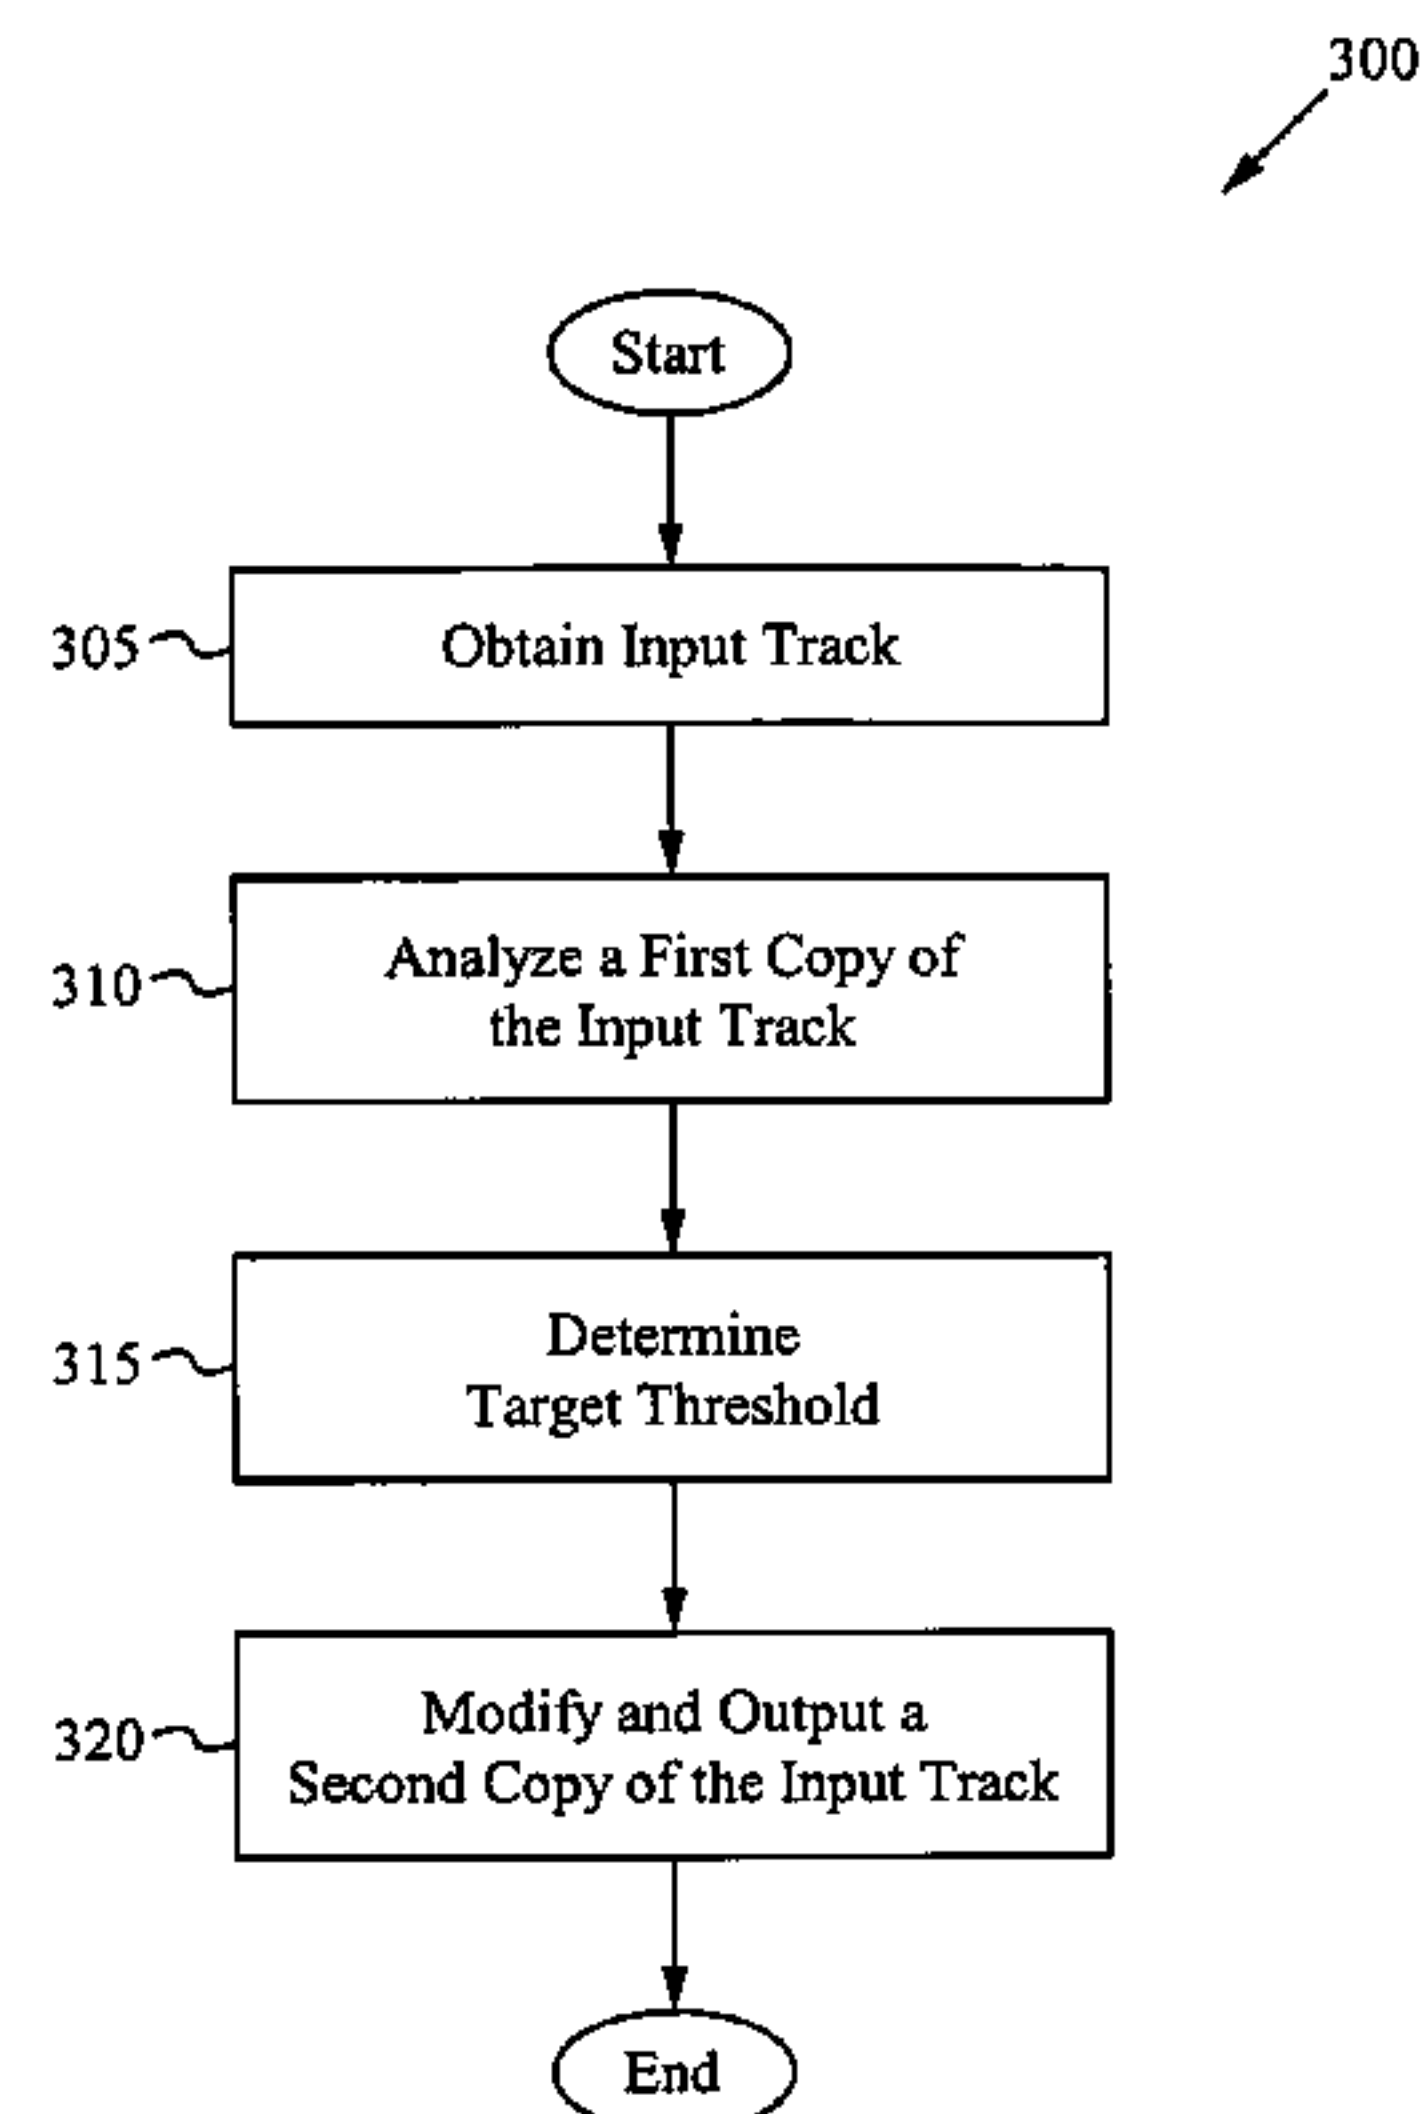 300
Start
305
Obtain Input Track
310
Analyze a First Copy of
the Input Track
315
Determine
Target Threshold
320
Modify and Output a
Second Copy of the Input Track
End